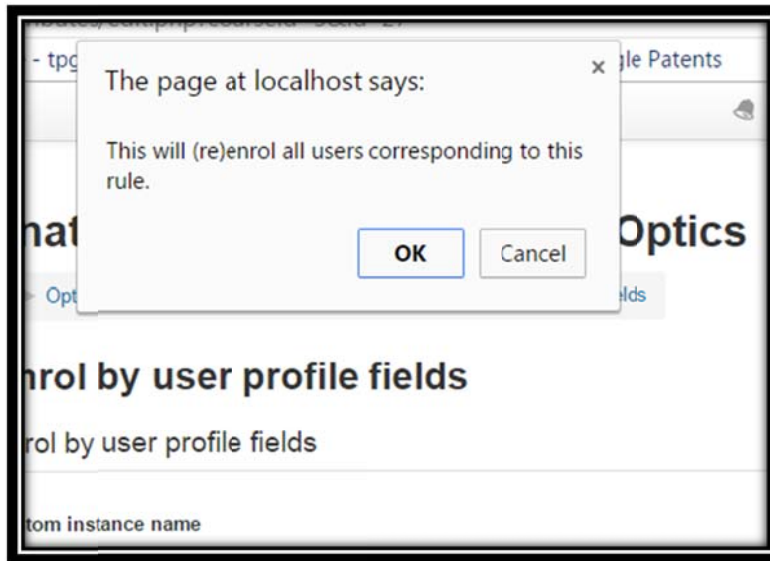 - tpg
gle Patents
The page at localhost says:
×
This will (re)enrol all users corresponding to this
rule.
OK Cancel
nat Optics
Opt elds
nrol by user profile fields
rol by user profile fields
tom instance name